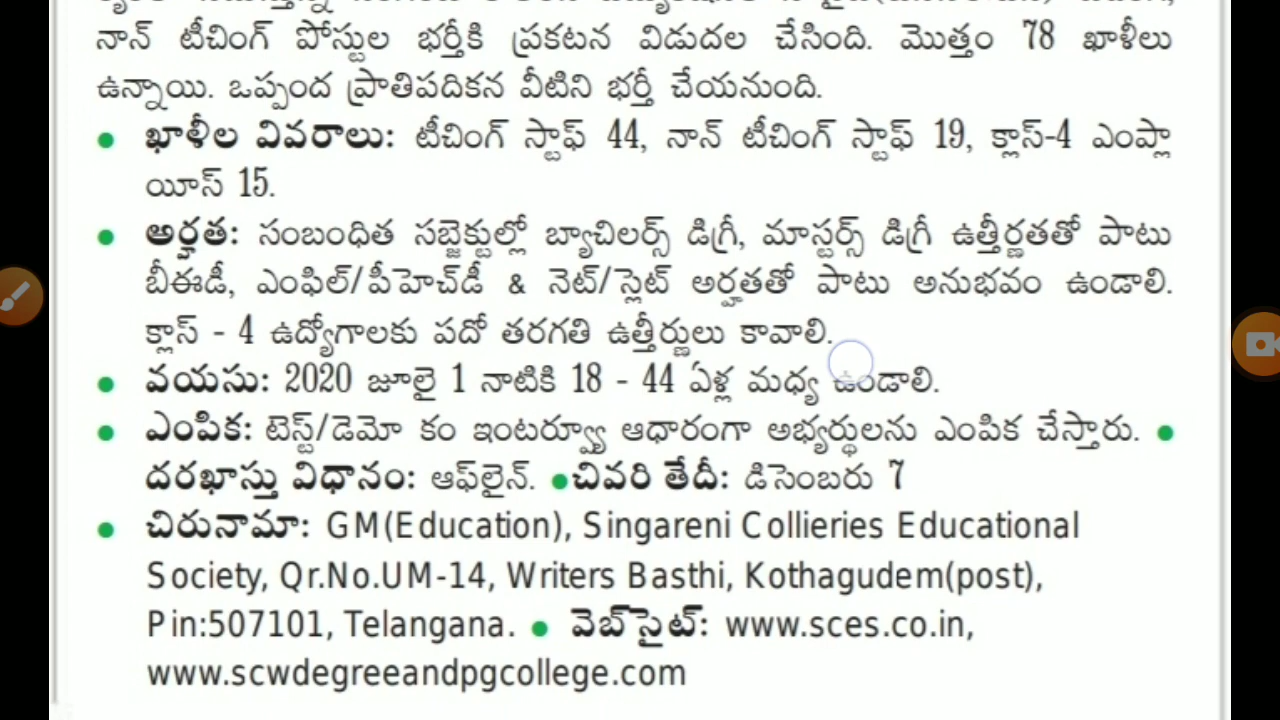 నాన్ టీచింగ్ పోస్టుల భర్తీకి ప్రకటన విడుదల చేసింది. మొత్తం 78 ఖాళీలు
ఉన్నాయి. ఒప్పంద ప్రాతిపదికన వీటిని భర్తీ చేయనుంది.
● ఖాళీల వివరాలు: టీచింగ్ స్టాఫ్ 44, నాన్ టీచింగ్ స్టాఫ్ 19, క్లాస్-4 ఎంప్లా
యీస్ 15.
● అర్హత: సంబంధిత సబ్జెక్టుల్లో బ్యాచిలర్స్ డిగ్రీ, మాస్టర్స్ డిగ్రీ ఉత్తీర్ణతతో పాటు
బీఈడీ, ఎంఫిల్/పీహెచ్‌డీ & నెట్/స్లెట్ అర్హతతో పాటు అనుభవం ఉండాలి.
క్లాస్ - 4 ఉద్యోగాలకు పదో తరగతి ఉత్తీర్ణులు కావాలి.
● వయసు: 2020 జూలై 1 నాటికి 18 - 44 ఏళ్ల మధ్య ఉండాలి.
● ఎంపిక: టెస్ట్/డెమో కం ఇంటర్వ్యూ ఆధారంగా అభ్యర్థులను ఎంపిక చేస్తారు. ●
దరఖాస్తు విధానం: ఆఫ్‌లైన్. ●చివరి తేదీ: డిసెంబరు 7
● చిరునామా: GM(Education), Singareni Collieries Educational
Society, Qr.No.UM-14, Writers Basthi, Kothagudem(post),
Pin:507101, Telangana. ● వెబ్‌సైట్: www.sces.co.in,
www.scwdegreeandpgcollege.com